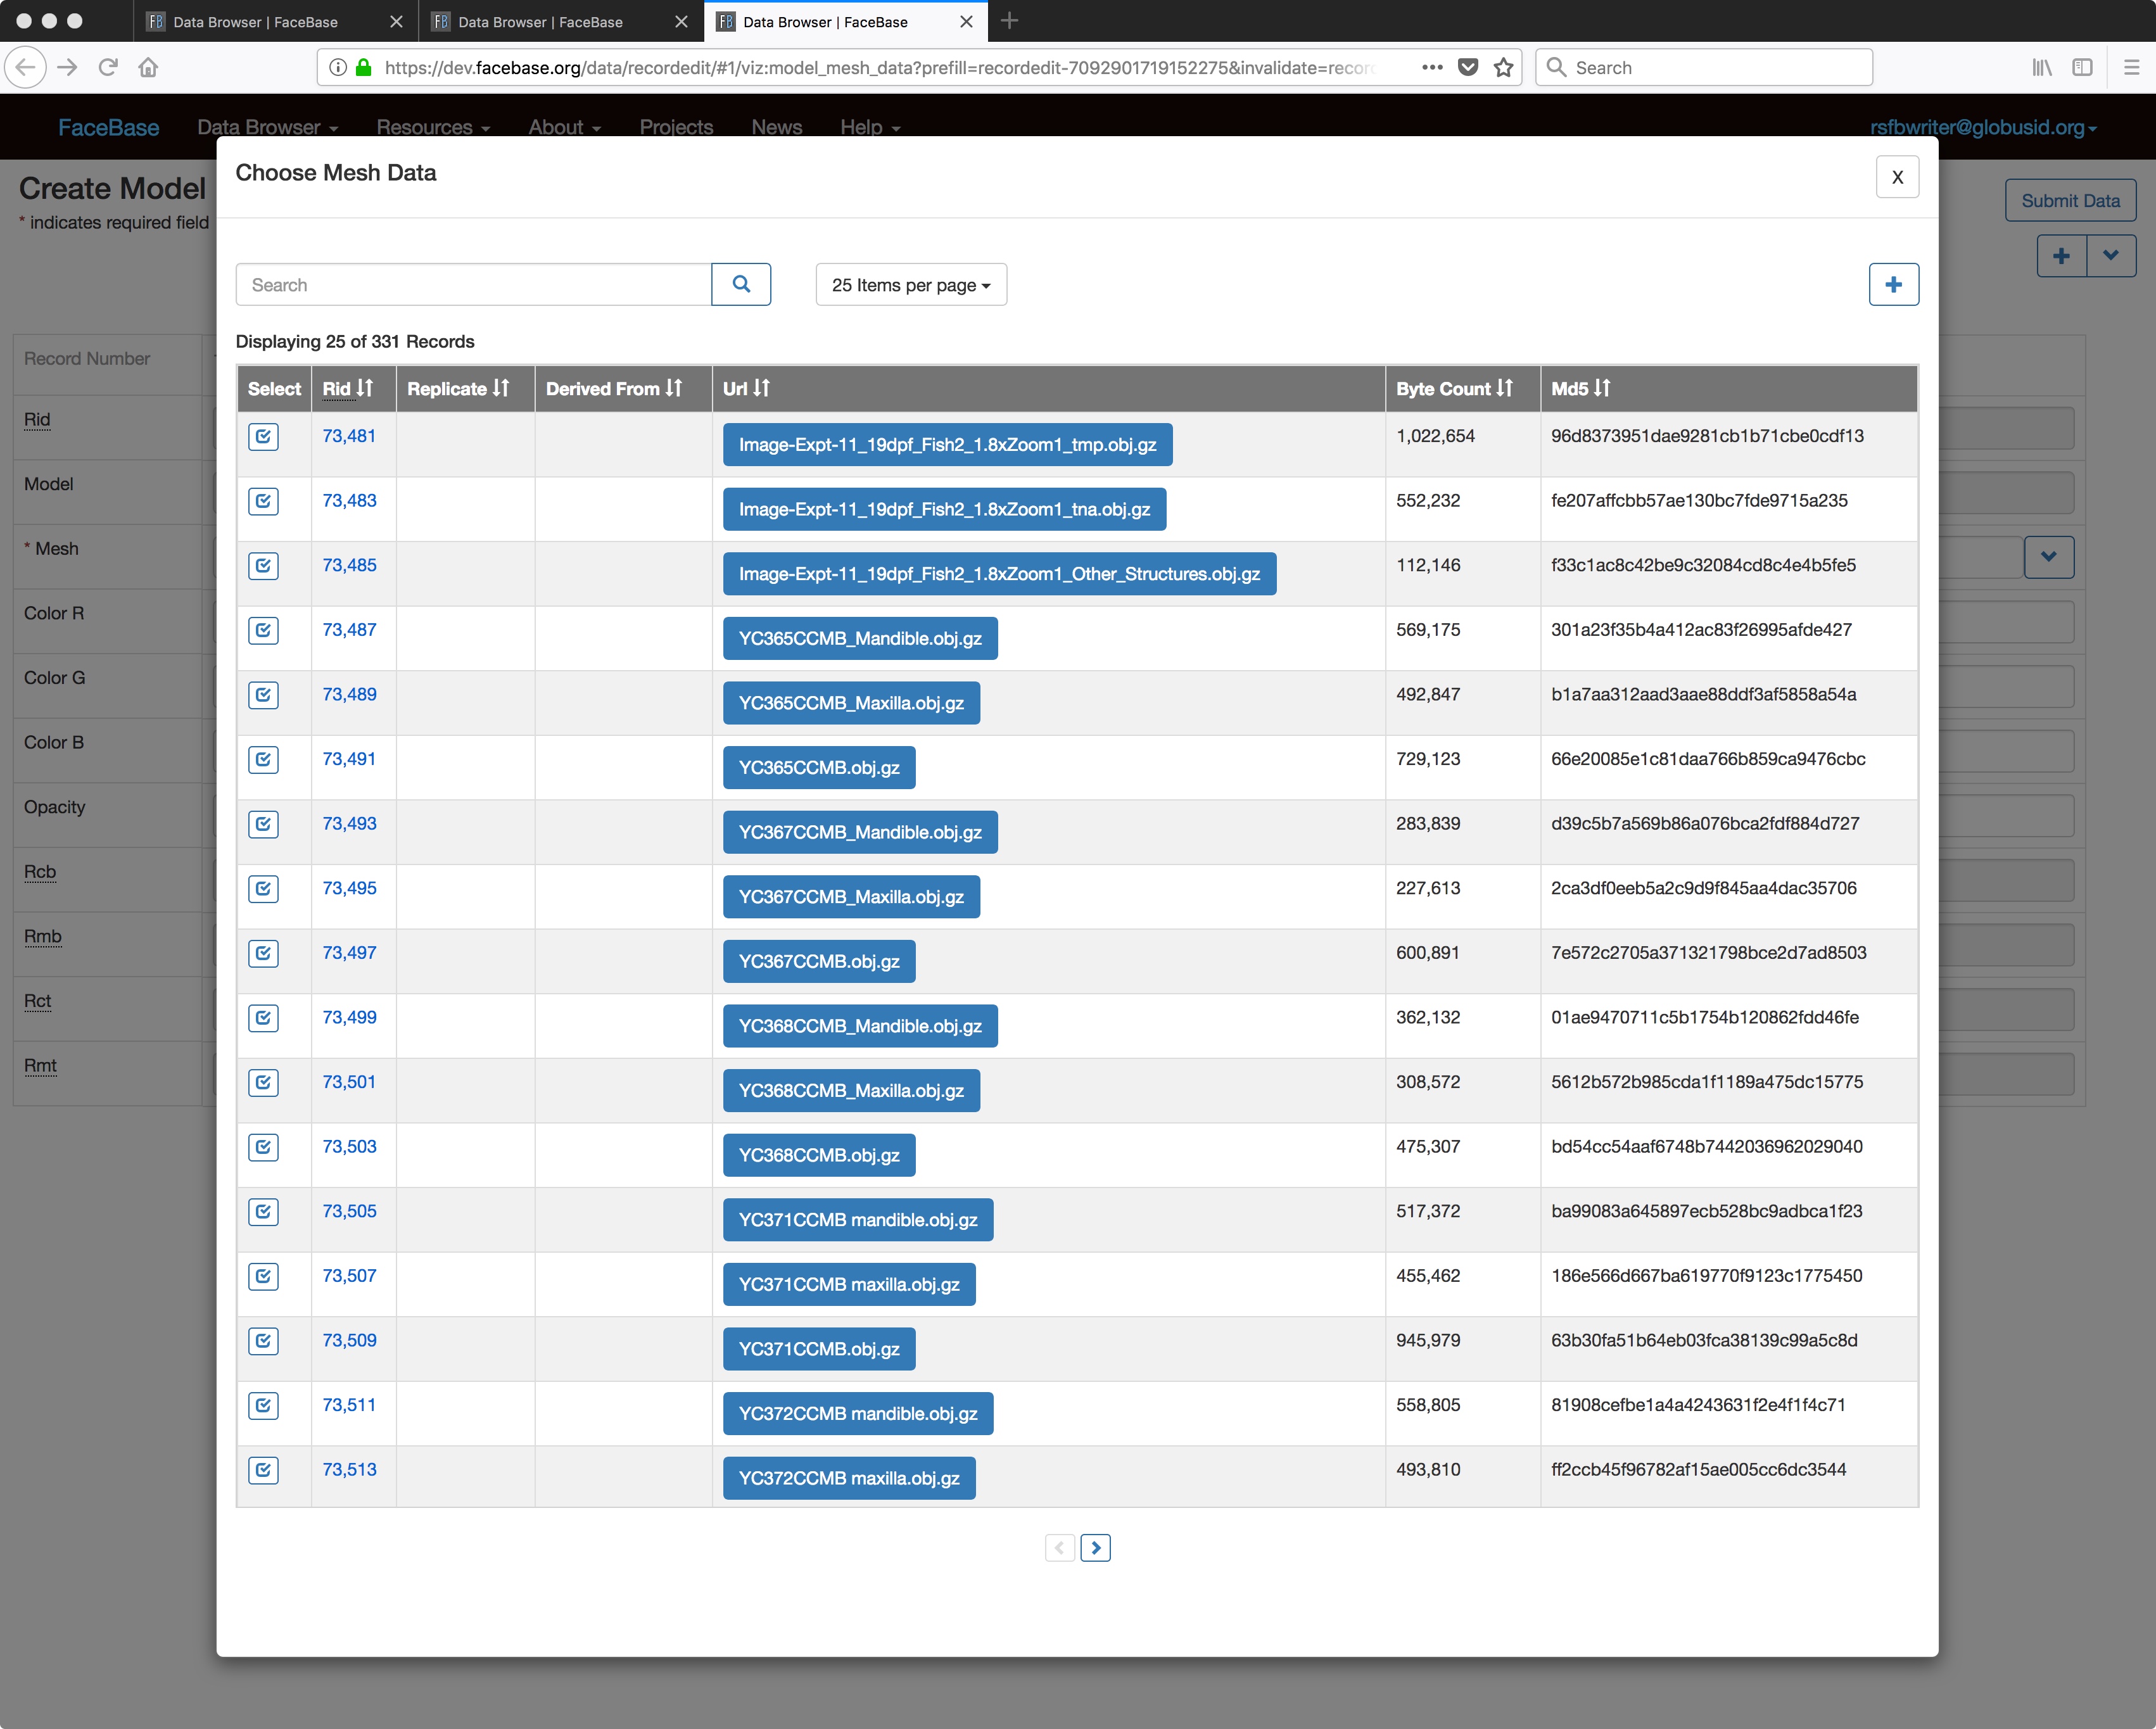 Data Browser | FaceBase
Data Browser | FaceBase
Data Browser | FaceBase
https://dev.facebase.org/data/recordedit/#1/viz:model_mesh_data?prefill=recordedit-7092901719152275&invalidate=recor
Search
FaceBase Data Browser Resources About Projects News Help rsfbwriter@globusid.org
Create Model
* indicates required field
Submit Data
Record Number
Rid
Model
* Mesh
Color R
Color G
Color B
Opacity
Rcb
Rmb
Rct
Rmt
Choose Mesh Data
X
Search
25 Items per page
Displaying 25 of 331 Records
Select Rid Replicate Derived From Url Byte Count Md5
73,481 Image-Expt-11_19dpf_Fish2_1.8xZoom1_tmp.obj.gz 1,022,654 96d8373951dae9281cb1b71cbe0cdf13
73,483 Image-Expt-11_19dpf_Fish2_1.8xZoom1_tna.obj.gz 552,232 fe207affcbb57ae130bc7fde9715a235
73,485 Image-Expt-11_19dpf_Fish2_1.8xZoom1_Other_Structures.obj.gz 112,146 f33c1ac8c42be9c32084cd8c4e4b5fe5
73,487 YC365CCMB_Mandible.obj.gz 569,175 301a23f35b4a412ac83f26995afde427
73,489 YC365CCMB_Maxilla.obj.gz 492,847 b1a7aa312aad3aae88ddf3af5858a54a
73,491 YC365CCMB.obj.gz 729,123 66e20085e1c81daa766b859ca9476cbc
73,493 YC367CCMB_Mandible.obj.gz 283,839 d39c5b7a569b86a076bca2fdf884d727
73,495 YC367CCMB_Maxilla.obj.gz 227,613 2ca3df0eeb5a2c9d9f845aa4dac35706
73,497 YC367CCMB.obj.gz 600,891 7e572c2705a371321798bce2d7ad8503
73,499 YC368CCMB_Mandible.obj.gz 362,132 01ae9470711c5b1754b120862fdd46fe
73,501 YC368CCMB_Maxilla.obj.gz 308,572 5612b572b985cda1f1189a475dc15775
73,503 YC368CCMB.obj.gz 475,307 bd54cc54aaf6748b7442036962029040
73,505 YC371CCMB mandible.obj.gz 517,372 ba99083a645897ecb528bc9adbca1f23
73,507 YC371CCMB maxilla.obj.gz 455,462 186e566d667ba619770f9123c1775450
73,509 YC371CCMB.obj.gz 945,979 63b30fa51b64eb03fca38139c99a5c8d
73,511 YC372CCMB mandible.obj.gz 558,805 81908cefbe1a4a4243631f2e4f1f4c71
73,513 YC372CCMB maxilla.obj.gz 493,810 ff2ccb45f96782af15ae005cc6dc3544